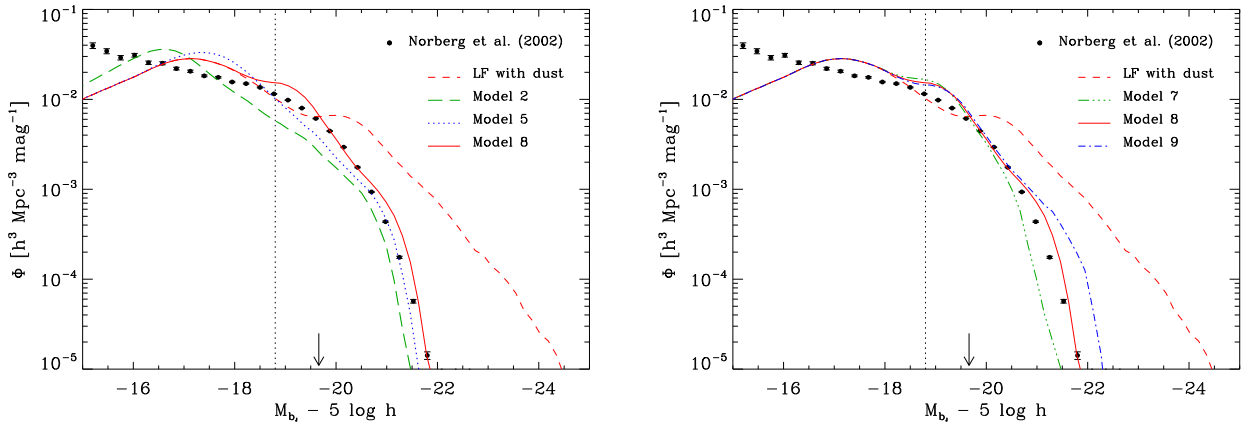 10⁻¹
10⁻²
10⁻³
10⁻⁴
10⁻⁵
Φ [h³ Mpc⁻³ mag⁻¹]
Norberg et al. (2002)
LF with dust
Model 2
Model 5
Model 8
−16 −18 −20 −22 −24
M_bⱼ − 5 log h
10⁻¹
10⁻²
10⁻³
10⁻⁴
10⁻⁵
Φ [h³ Mpc⁻³ mag⁻¹]
Norberg et al. (2002)
LF with dust
Model 7
Model 8
Model 9
−16 −18 −20 −22 −24
M_bⱼ − 5 log h